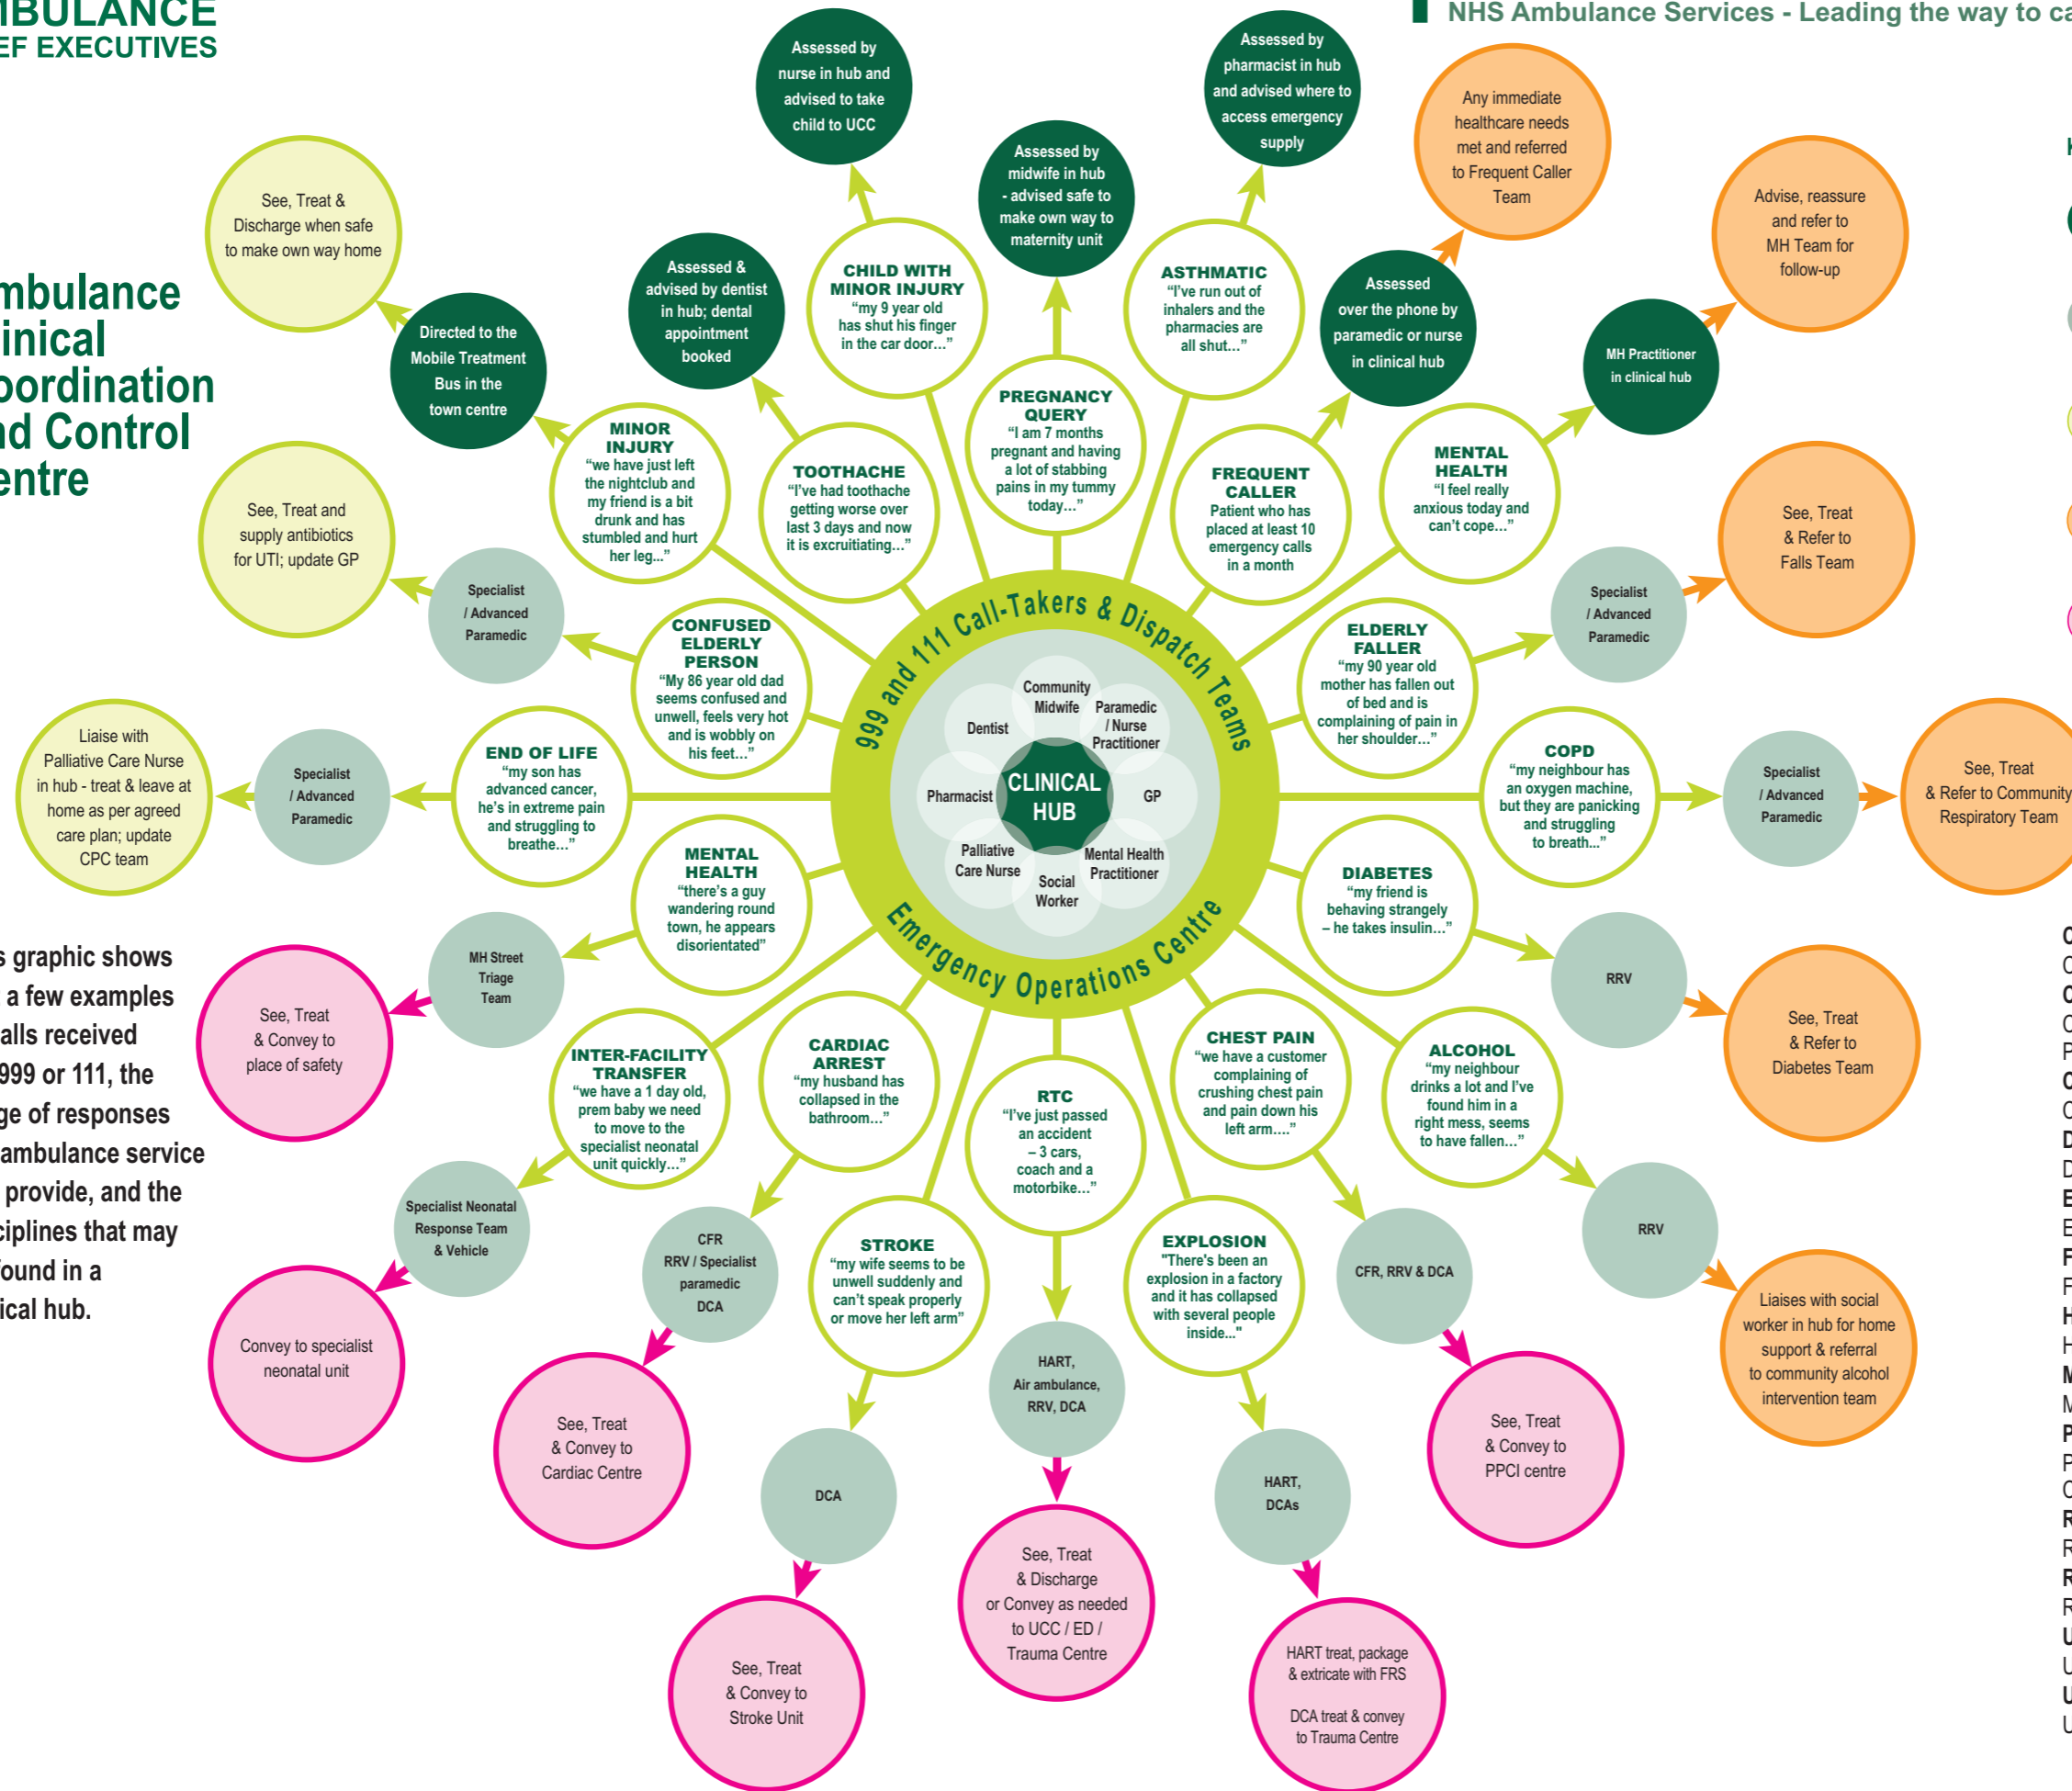 MBULANCE
EF EXECUTIVES
NHS Ambulance Services - Leading the way to ca
mbulance
linical
oordination
nd Control
entre
s graphic shows
a few examples
alls received
999 or 111, the
ge of responses
ambulance service
provide, and the
ciplines that may
found in a
ical hub.
999 and 111 Call-Takers & Dispatch Teams
Emergency Operations Centre
CLINICAL
HUB
Community
Midwife
Paramedic
/ Nurse
Practitioner
GP
Mental Health
Practitioner
Social
Worker
Palliative
Care Nurse
Pharmacist
Dentist
PREGNANCY
QUERY
“I am 7 months
pregnant and having
a lot of stabbing
pains in my tummy
today…”
Assessed by
midwife in hub
- advised safe to
make own way to
maternity unit
ASTHMATIC
“I’ve run out of
inhalers and the
pharmacies are
all shut…”
Assessed by
pharmacist in hub
and advised where to
access emergency
supply
FREQUENT
CALLER
Patient who has
placed at least 10
emergency calls
in a month
Assessed
over the phone by
paramedic or nurse
in clinical hub
Any immediate
healthcare needs
met and referred
to Frequent Caller
Team
MENTAL
HEALTH
“I feel really
anxious today and
can’t cope…”
MH Practitioner
in clinical hub
Advise, reassure
and refer to
MH Team for
follow-up
ELDERLY
FALLER
“my 90 year old
mother has fallen out
of bed and is
complaining of pain in
her shoulder…”
Specialist
/ Advanced
Paramedic
See, Treat
& Refer to
Falls Team
COPD
“my neighbour has
an oxygen machine,
but they are panicking
and struggling
to breath...”
Specialist
/ Advanced
Paramedic
See, Treat
& Refer to Community
Respiratory Team
DIABETES
“my friend is
behaving strangely
– he takes insulin…”
RRV
See, Treat
& Refer to
Diabetes Team
ALCOHOL
“my neighbour
drinks a lot and I’ve
found him in a
right mess, seems
to have fallen…”
RRV
Liaises with social
worker in hub for home
support & referral
to community alcohol
intervention team
CHEST PAIN
“we have a customer
complaining of
crushing chest pain
and pain down his
left arm….”
CFR, RRV & DCA
See, Treat
& Convey to
PPCI centre
EXPLOSION
"There's been an
explosion in a factory
and it has collapsed
with several people
inside..."
HART,
DCAs
HART treat, package
& extricate with FRS
DCA treat & convey
to Trauma Centre
RTC
“I’ve just passed
an accident
– 3 cars,
coach and a
motorbike…”
HART,
Air ambulance,
RRV, DCA
See, Treat
& Discharge
or Convey as needed
to UCC / ED /
Trauma Centre
STROKE
“my wife seems to be
unwell suddenly and
can’t speak properly
or move her left arm”
DCA
See, Treat
& Convey to
Stroke Unit
CARDIAC
ARREST
“my husband has
collapsed in the
bathroom…”
CFR
RRV / Specialist
paramedic
DCA
See, Treat
& Convey to
Cardiac Centre
INTER-FACILITY
TRANSFER
“we have a 1 day old,
prem baby we need
to move to the
specialist neonatal
unit quickly…”
Specialist Neonatal
Response Team
& Vehicle
Convey to specialist
neonatal unit
MENTAL
HEALTH
“there’s a guy
wandering round
town, he appears
disorientated”
MH Street
Triage
Team
See, Treat
& Convey to
place of safety
END OF LIFE
“my son has
advanced cancer,
he’s in extreme pain
and struggling to
breathe…”
Specialist
/ Advanced
Paramedic
Liaise with
Palliative Care Nurse
in hub - treat & leave at
home as per agreed
care plan; update
CPC team
CONFUSED
ELDERLY
PERSON
“My 86 year old dad
seems confused and
unwell, feels very hot
and is wobbly on
his feet…”
Specialist
/ Advanced
Paramedic
See, Treat and
supply antibiotics
for UTI; update GP
MINOR
INJURY
“we have just left
the nightclub and
my friend is a bit
drunk and has
stumbled and hurt
her leg...”
Directed to the
Mobile Treatment
Bus in the
town centre
See, Treat &
Discharge when safe
to make own way home
TOOTHACHE
“I’ve had toothache
getting worse over
last 3 days and now
it is excruitiating…”
Assessed &
advised by dentist
in hub; dental
appointment
booked
CHILD WITH
MINOR INJURY
“my 9 year old
has shut his finger
in the car door…”
Assessed by
nurse in hub and
advised to take
child to UCC